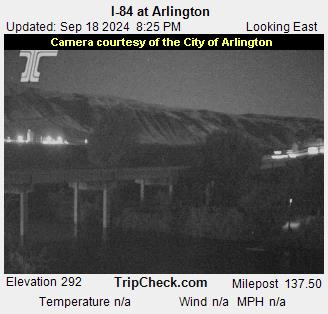 I-84 at Arlington
Updated: Sep 18 2024 8:25 PM Looking East
Camera courtesy of the City of Arlington
Elevation 292 TripCheck.com Milepost 137.50
Temperature n/a Wind n/a MPH n/a